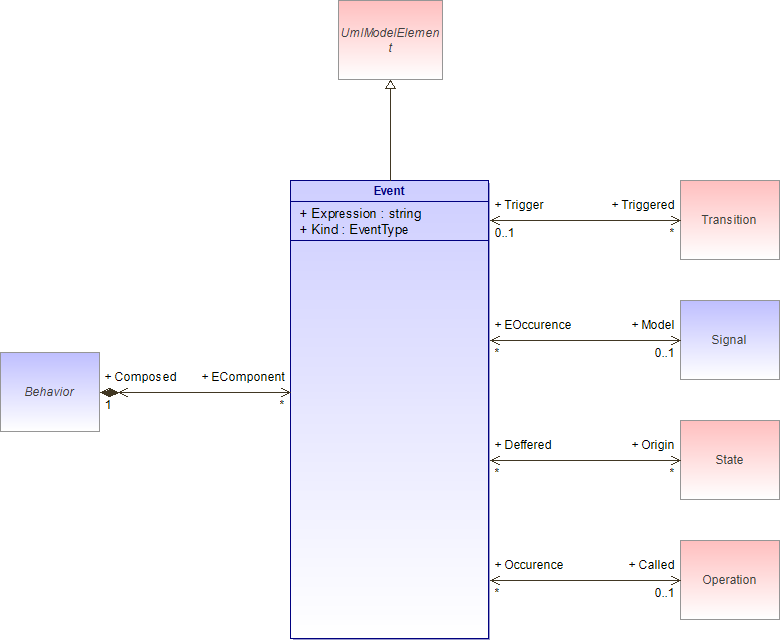 UmlModelElemen
t
Event
+ Expression : string
+ Kind : EventType
+ Trigger
+ Triggered
0..1
*
Transition
+ EOccurence
+ Model
*
0..1
Signal
Behavior
+ Composed
+ EComponent
1
*
+ Deffered
+ Origin
*
*
State
+ Occurence
+ Called
*
0..1
Operation